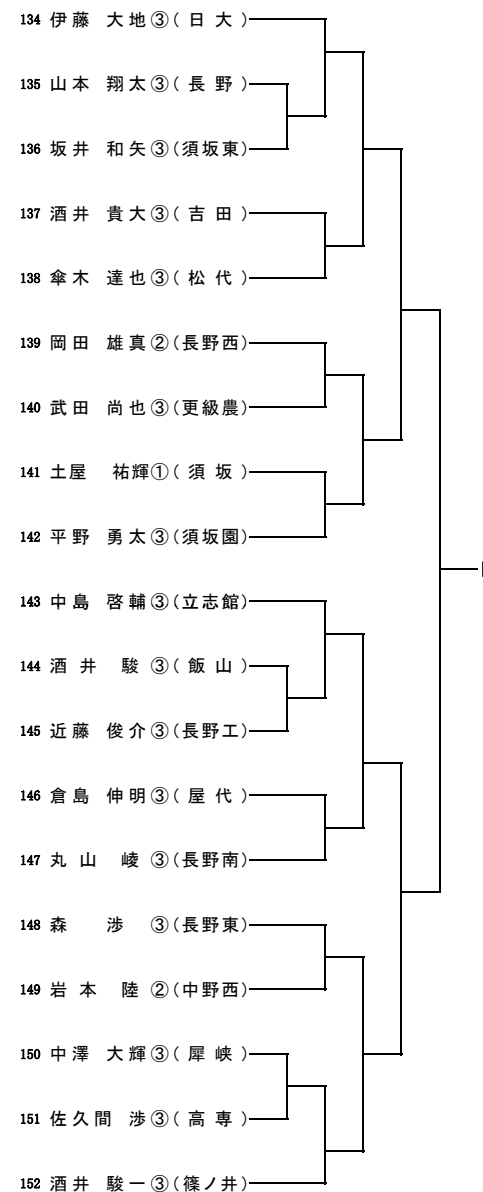 134 伊藤 大地③(日大)
135 山本 翔太③(長野)
136 坂井 和矢③(須坂東)
137 酒井 貴大③(吉田)
138 傘木 達也③(松代)
139 岡田 雄真②(長野西)
140 武田 尚也③(更級農)
141 土屋 祐輝①(須坂)
142 平野 勇太③(須坂園)
143 中島 啓輔③(立志館)
144 酒井 駿③(飯山)
145 近藤 俊介③(長野工)
146 倉島 伸明③(屋代)
147 丸山 崚③(長野南)
148 森 渉③(長野東)
149 岩本 陸②(中野西)
150 中澤 大輝③(犀峡)
151 佐久間 渉③(高専)
152 酒井 駿一③(篠ノ井)